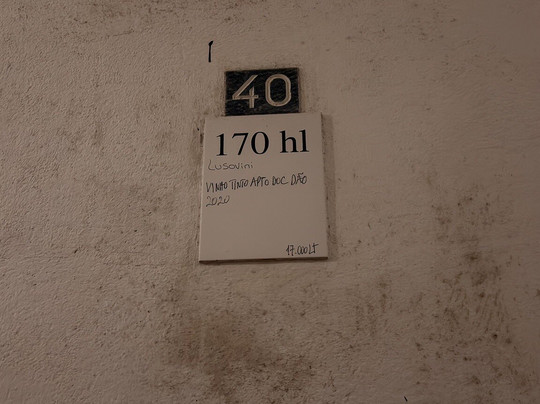 40
170 hl
Lusovini
VINHO TINTO APTO DOC DÃO
2020
17.000 LT